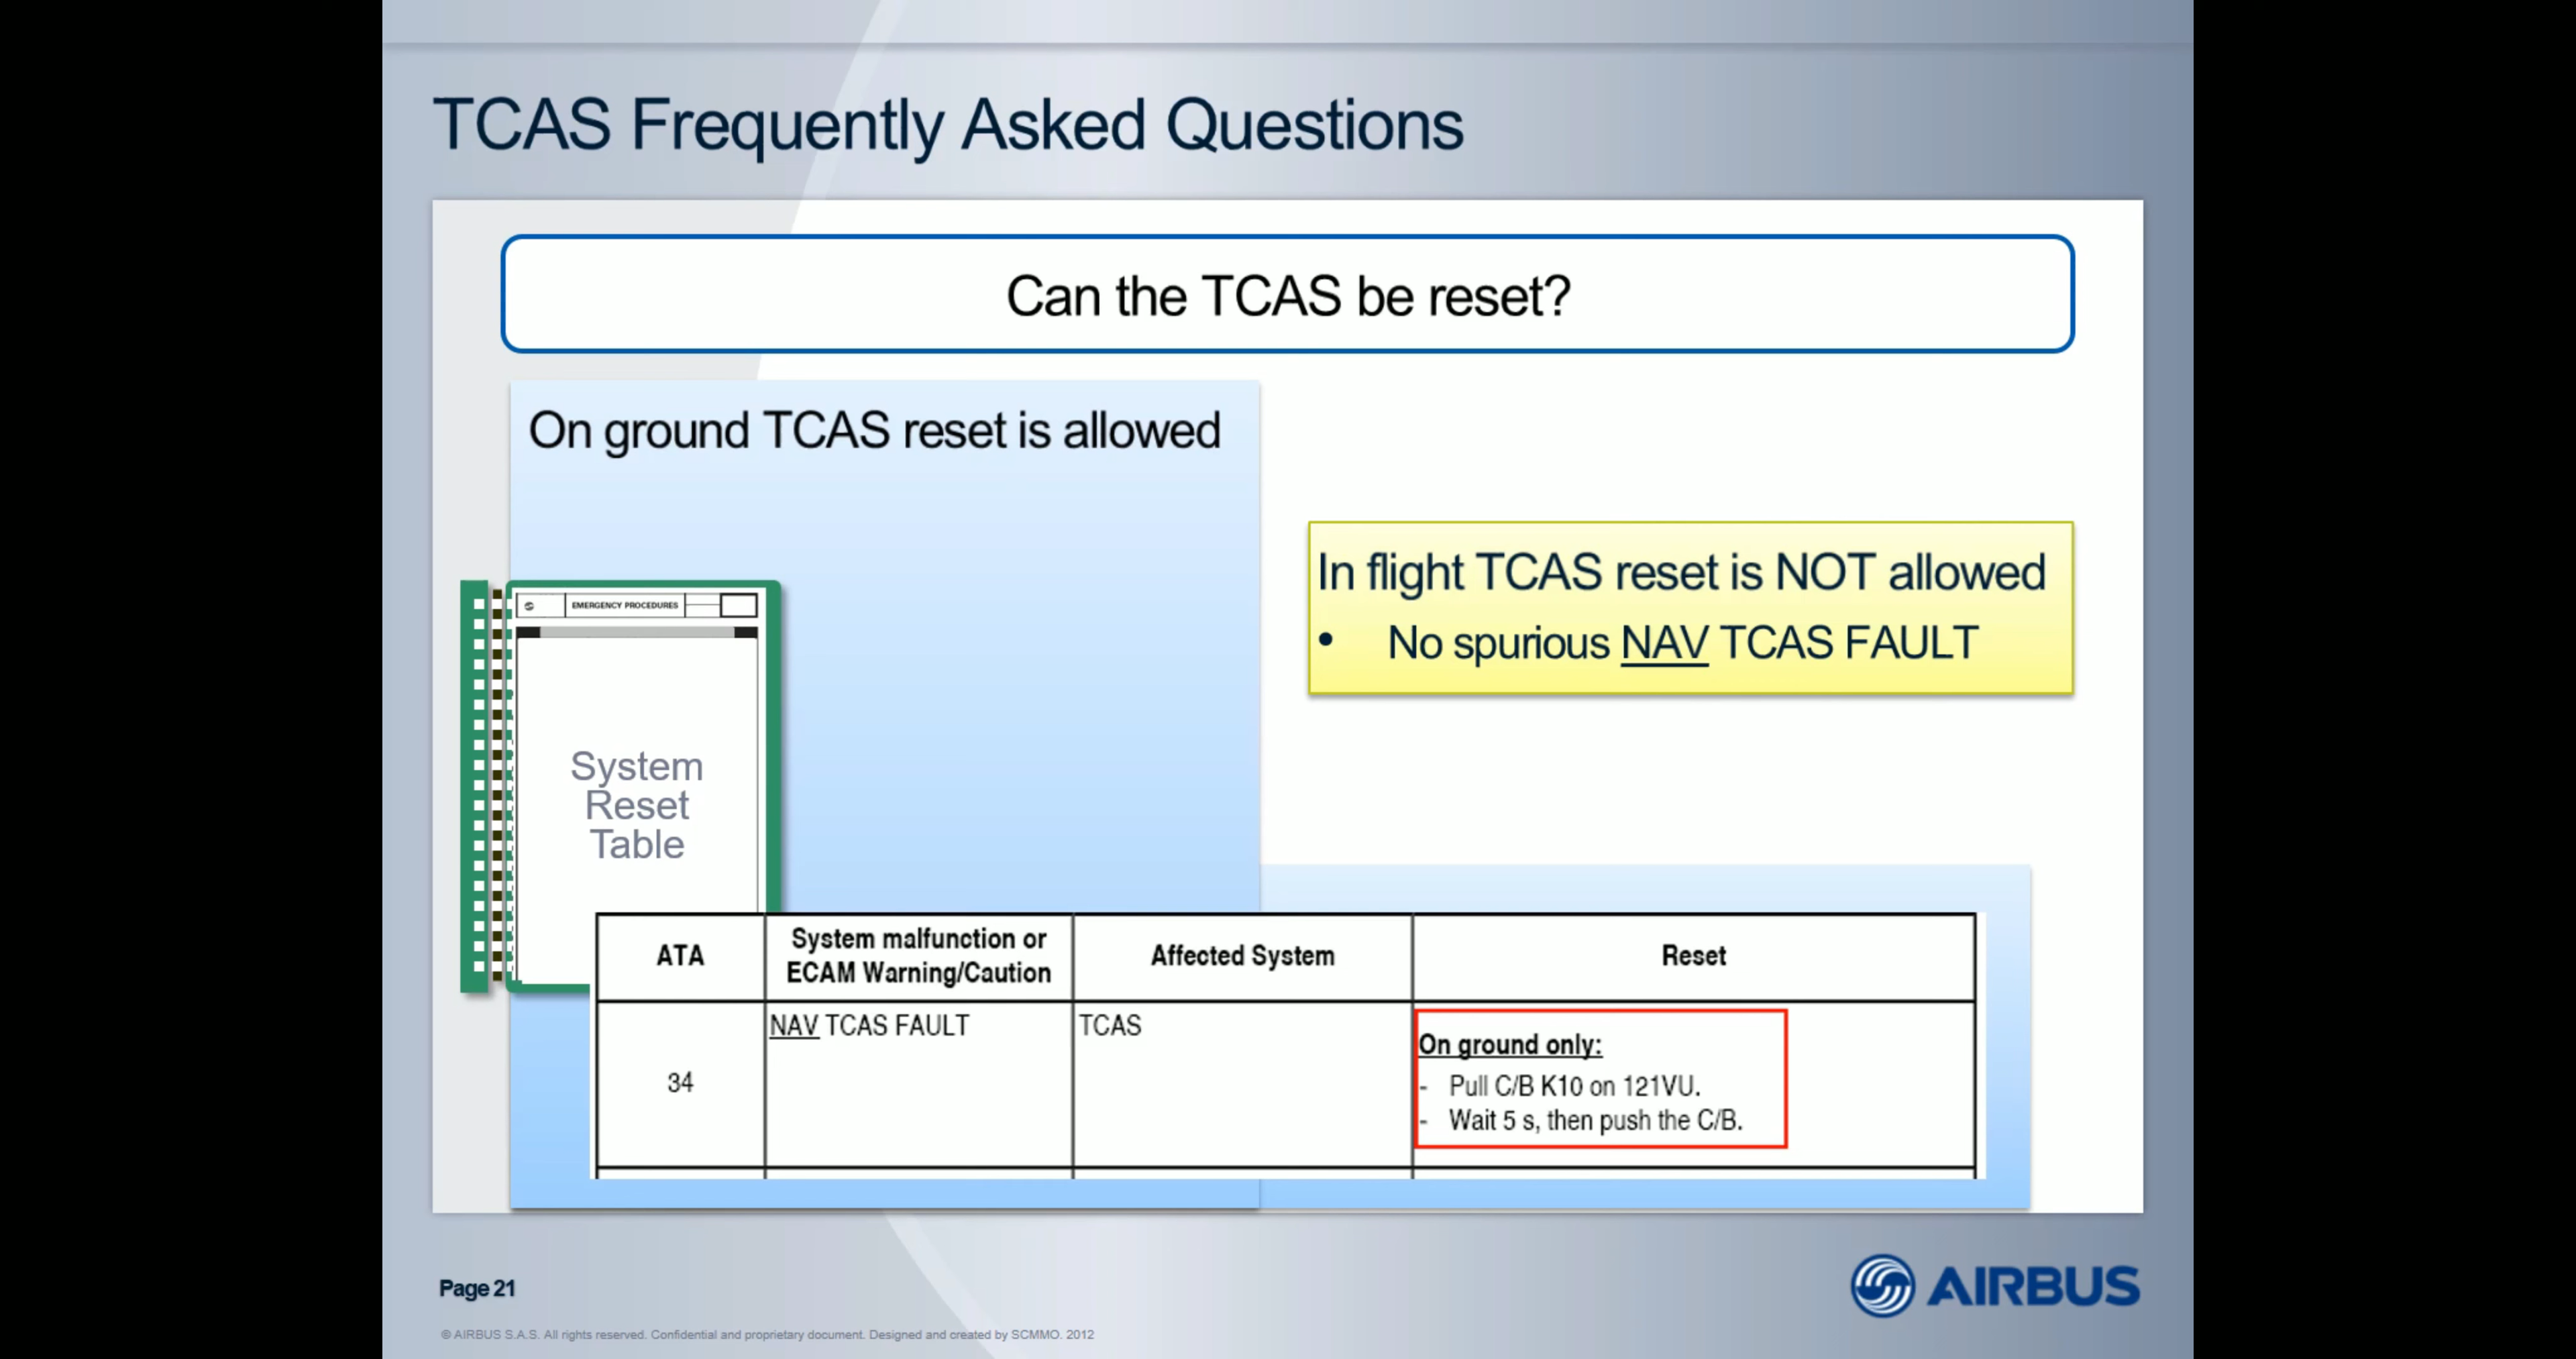 TCAS Frequently Asked Questions
Can the TCAS be reset?
On ground TCAS reset is allowed
In flight TCAS reset is NOT allowed
• No spurious NAV TCAS FAULT
EMERGENCY PROCEDURES
System
Reset
Table
ATA
System malfunction or
ECAM Warning/Caution
Affected System
Reset
34
NAV TCAS FAULT
TCAS
On ground only:
- Pull C/B K10 on 121VU.
- Wait 5 s, then push the C/B.
Page 21
AIRBUS
© AIRBUS S.A.S. All rights reserved. Confidential and proprietary document. Designed and created by SCMMO. 2012